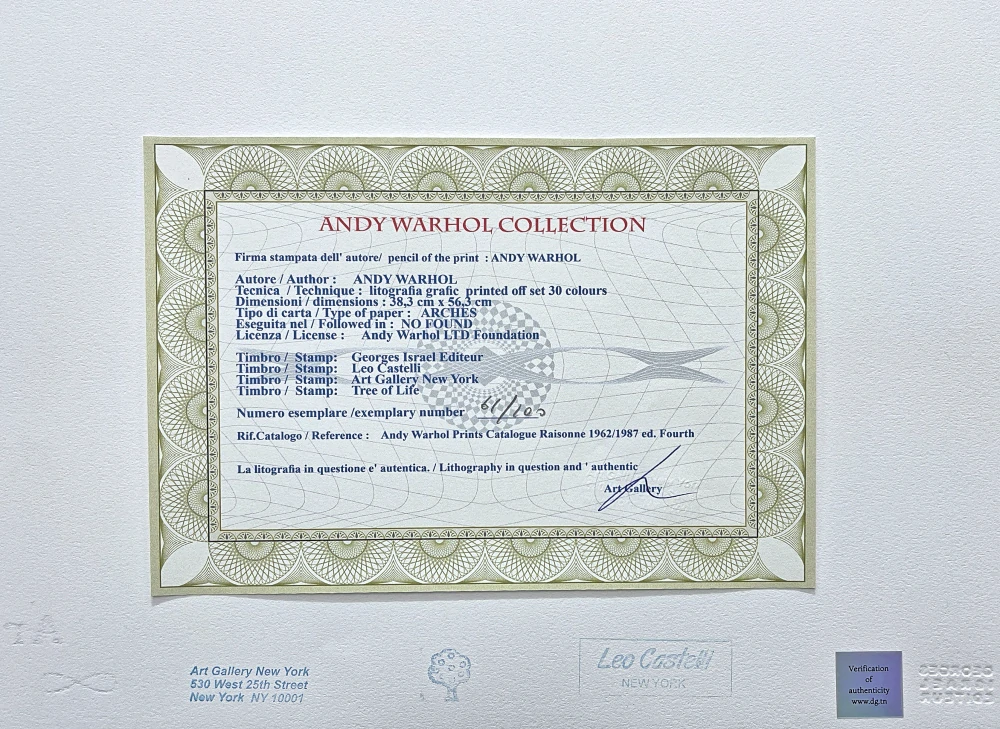 ANDY WARHOL COLLECTION
Firma stampata dell' autore/ pencil of the print : ANDY WARHOL
Autore / Author : ANDY WARHOL
Tecnica / Technique : litografia grafic printed off set 30 colours
Dimensioni / dimensions : 38,3 cm x 56,3 cm
Tipo di carta / Type of paper : ARCHES
Eseguita nel / Followed in : NO FOUND
Licenza / License : Andy Warhol LTD Foundation
Timbro / Stamp: Georges Israel Editeur
Timbro / Stamp: Leo Castelli
Timbro / Stamp: Art Gallery New York
Timbro / Stamp: Tree of Life
Numero esemplare /exemplary number 61/200
Rif.Catalogo / Reference : Andy Warhol Prints Catalogue Raisonne 1962/1987 ed. Fourth
La litografia in questione e' autentica. / Lithography in question and ' authentic
Art Gallery
Art Gallery New York
530 West 25th Street
New York NY 10001
Leo Castelli
NEW YORK
Verification
of
authenticity
www.dg.tn